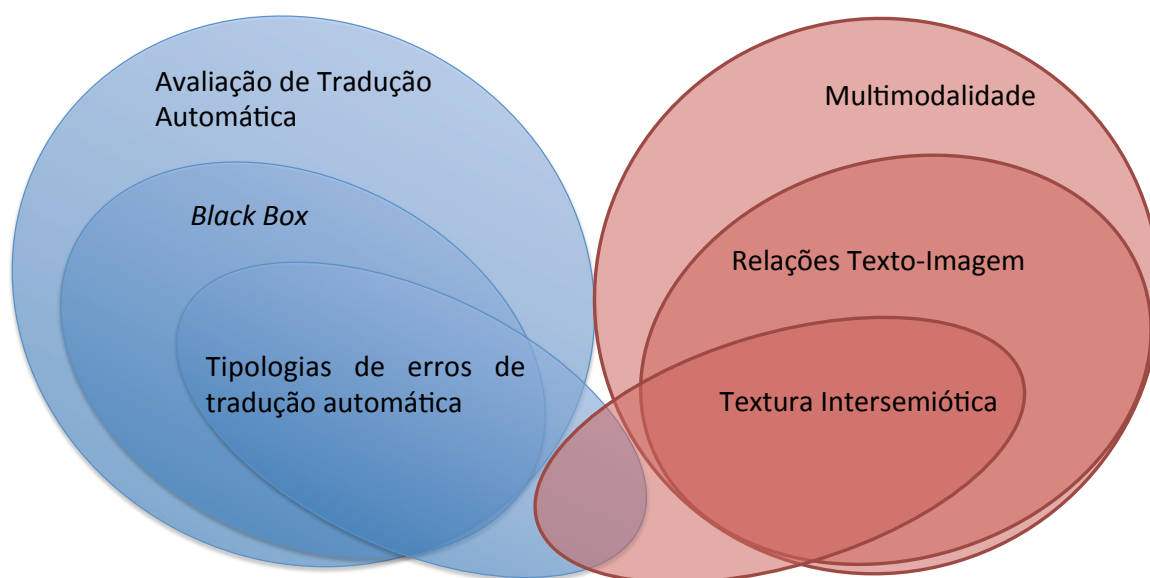 Avaliação de Tradução
Automática
Black Box
Tipologias de erros de
tradução automática
Multimodalidade
Relações Texto-Imagem
Textura Intersemiótica